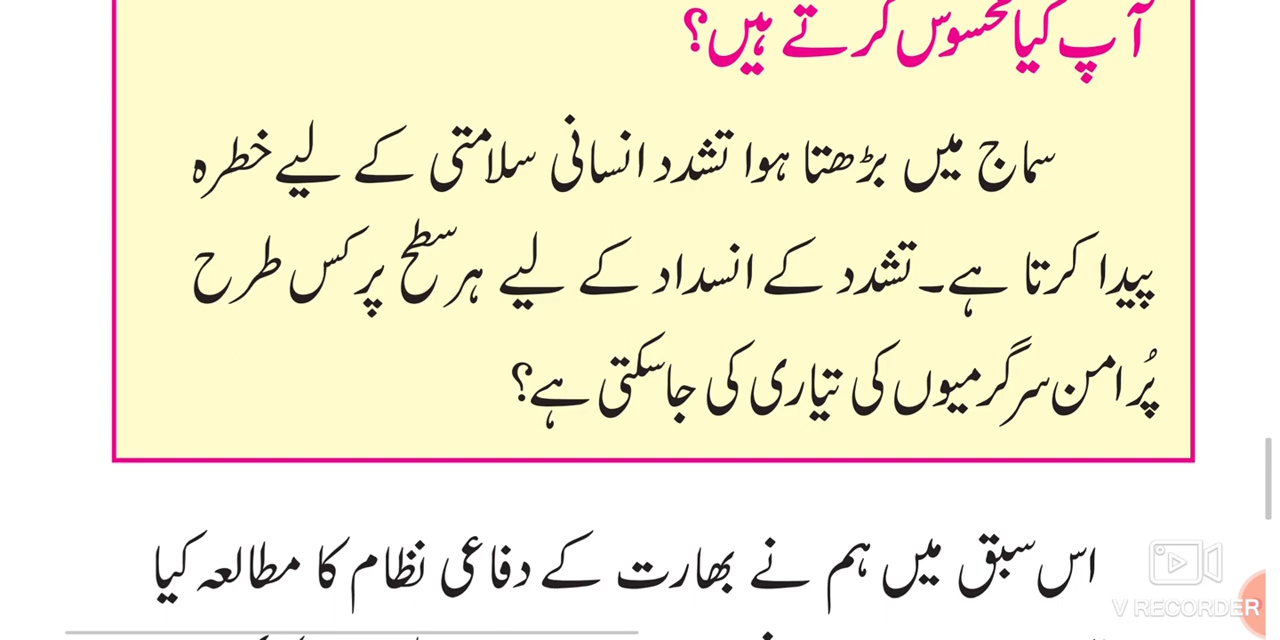 آپ کیا محسوس کرتے ہیں؟
سماج میں بڑھتا ہوا تشدد انسانی سلامتی کے لیے خطرہ
پیدا کرتا ہے۔ تشدد کے انسداد کے لیے ہر سطح پر کس طرح
پُر امن سرگرمیوں کی تیاری کی جاسکتی ہے؟
اس سبق میں ہم نے بھارت کے دفاعی نظام کا مطالعہ کیا
V RECORDER